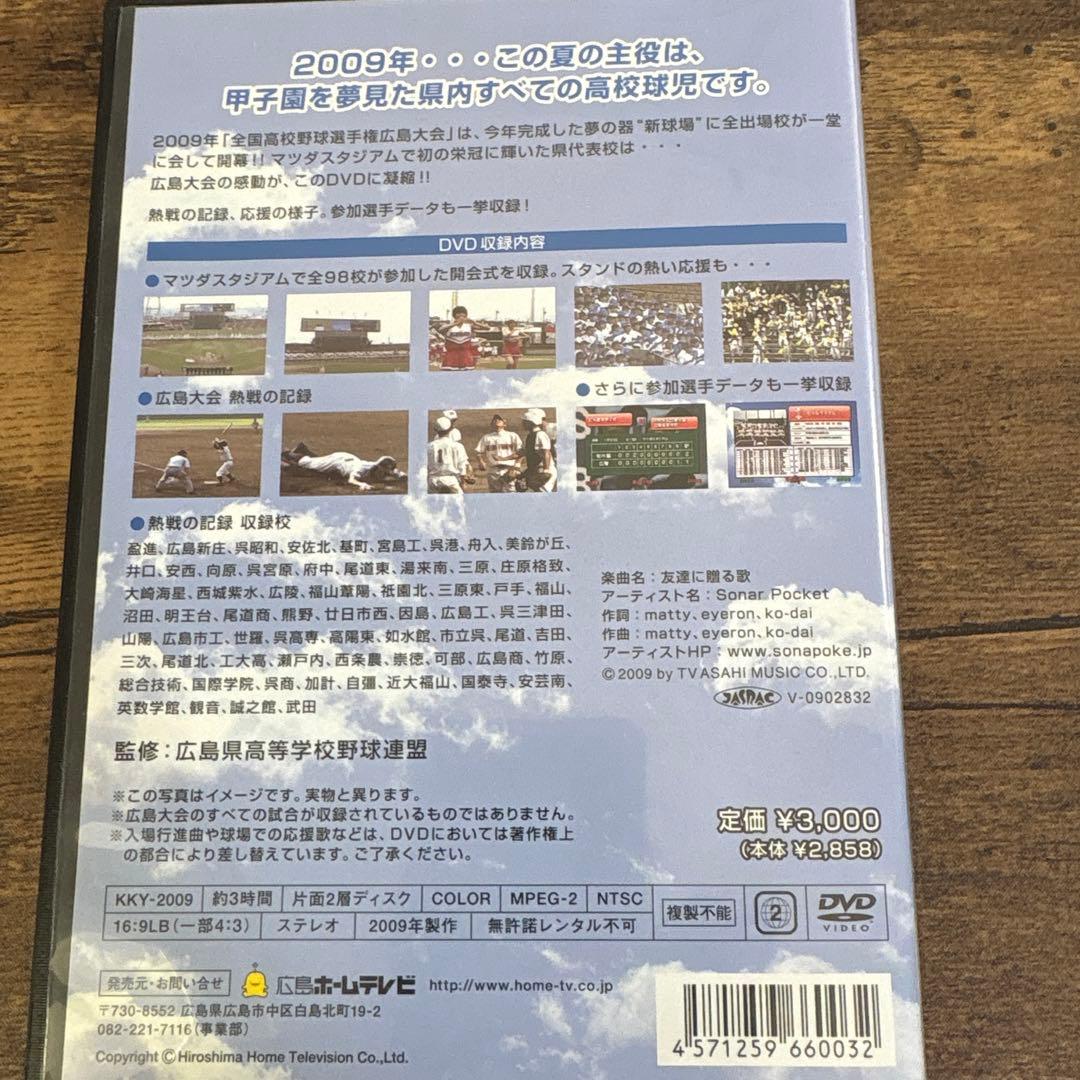 2009年・・・この夏の主役は、
甲子園を夢見た県内すべての高校球児です。
2009年「全国高校野球選手権広島大会」は、今年完成した夢の器“新球場”に全出場校が一堂
に会して開幕!! マツダスタジアムで初の栄冠に輝いた県代表校は・・・
広島大会の感動が、このDVDに凝縮!!
熱戦の記録、応援の様子。参加選手データも一挙収録!
DVD収録内容
●マツダスタジアムで全98校が参加した開会式を収録。スタンドの熱い応援も・・・
●広島大会 熱戦の記録
●さらに参加選手データも一挙収録
●熱戦の記録 収録校
盈進、広島新庄、呉昭和、安佐北、基町、宮島工、呉港、舟入、美鈴が丘、
井口、安西、向原、呉宮原、府中、尾道東、湯来南、三原、庄原格致、
大崎海星、西城紫水、広陵、福山葦陽、祇園北、三原東、戸手、福山、
沼田、明王台、尾道商、熊野、廿日市西、因島、広島工、呉三津田、
山陽、広島市工、世羅、呉高専、高陽東、如水館、市立呉、尾道、吉田、
三次、尾道北、工大高、瀬戸内、西条農、崇徳、可部、広島商、竹原、
総合技術、国際学院、呉商、加計、自彊、近大福山、国泰寺、安芸南、
英数学館、観音、誠之館、武田
楽曲名:友達に贈る歌
アーティスト名:Sonar Pocket
作詞:matty、eyeron、ko-dai
作曲:matty、eyeron、ko-dai
アーティストHP:www.sonapoke.jp
©2009 by TV ASAHI MUSIC CO.,LTD.
JASRAC V-0902832
監修:広島県高等学校野球連盟
※この写真はイメージです。実物と異ります。
※広島大会のすべての試合が収録されているものではありません。
※入場行進曲や球場での応援歌などは、DVDにおいては著作権上
の都合により差し替えています。ご了承ください。
定価 ¥3,000
(本体 ¥2,858)
KKY-2009 約3時間 片面2層ディスク COLOR MPEG-2 NTSC
16:9LB(一部4:3) ステレオ 2009年製作 無許諾レンタル不可
複製不能
2
DVD
VIDEO
発売元・お問い合せ 広島ホームテレビ http://www.home-tv.co.jp
〒730-8552 広島県広島市中区白島北町19-2
082-221-7116(事業部)
Copyright © Hiroshima Home Television Co.,Ltd.
4 571259 660032